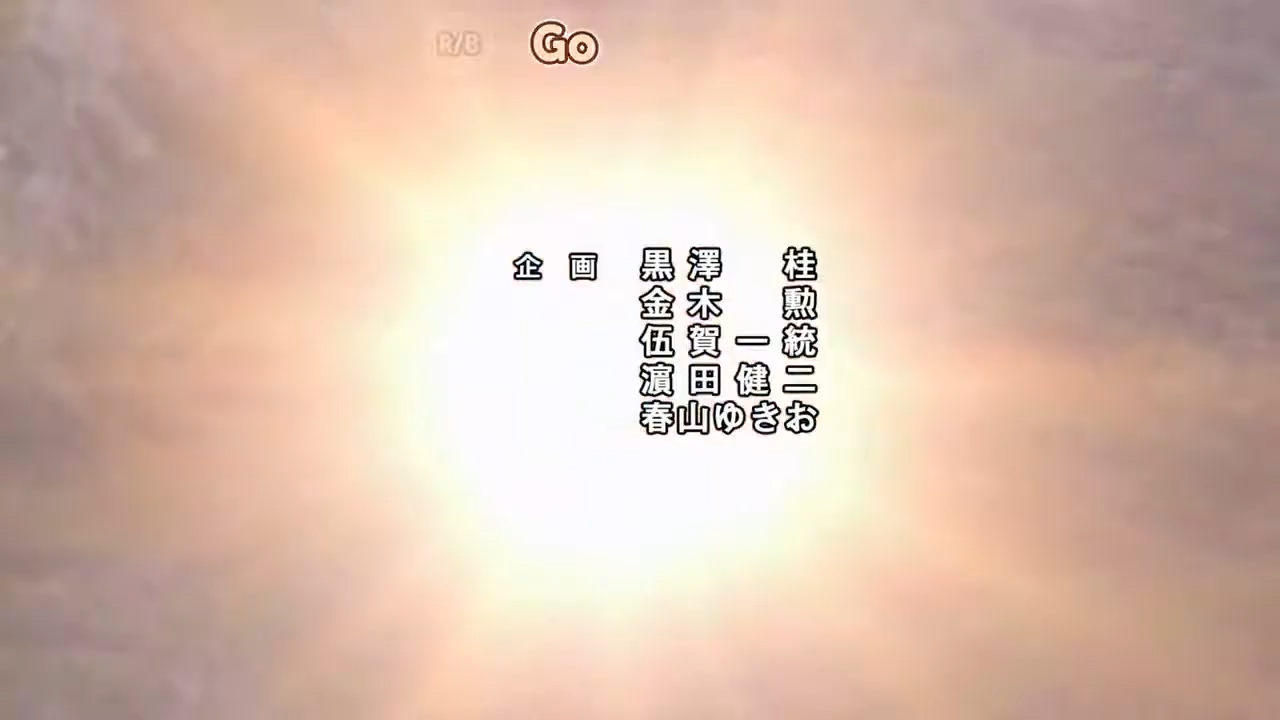 R/B Go
企画 黒澤 桂
金木 勲
伍賀一統
濵田健二
春山ゆきお